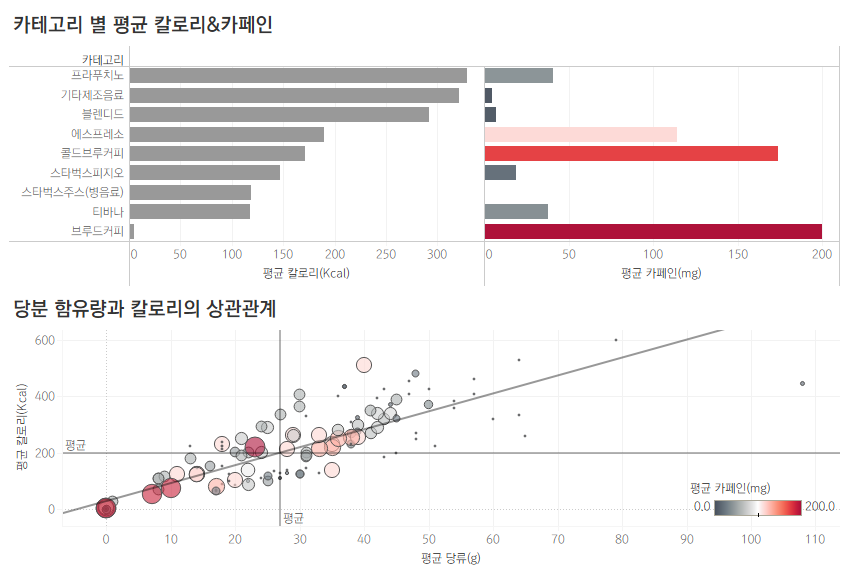 카테고리 별 평균 칼로리&카페인
카테고리
프라푸치노
기타제조음료
블렌디드
에스프레소
콜드브루커피
스타벅스피지오
스타벅스주스(병음료)
티바나
브루드커피
0 50 100 150 200 250 300 0 50 100 150 200
평균 칼로리(Kcal) 평균 카페인(mg)
당분 함유량과 칼로리의 상관관계
600
400
평균
200
0
평균 칼로리(Kcal)
평균
평균 카페인(mg)
0.0 200.0
0 10 20 30 40 50 60 70 80 90 100 110
평균 당류(g)